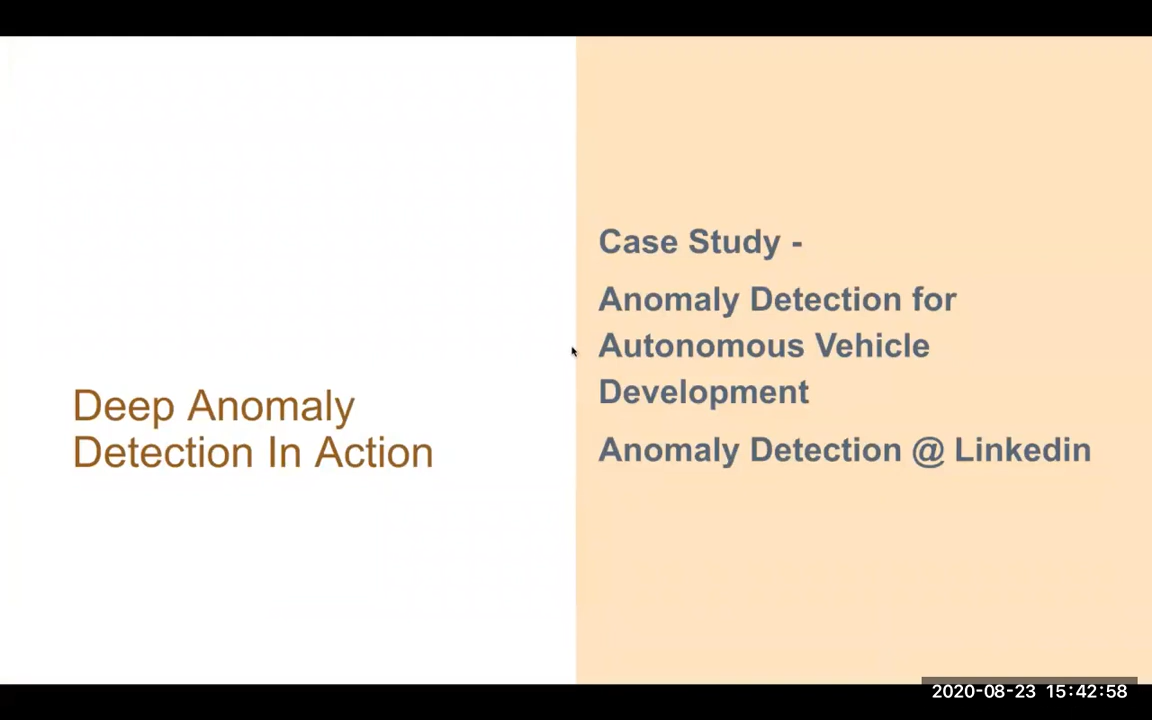 Deep Anomaly
Detection In Action
Case Study -
Anomaly Detection for
Autonomous Vehicle
Development
Anomaly Detection @ Linkedin
2020-08-23 15:42:58